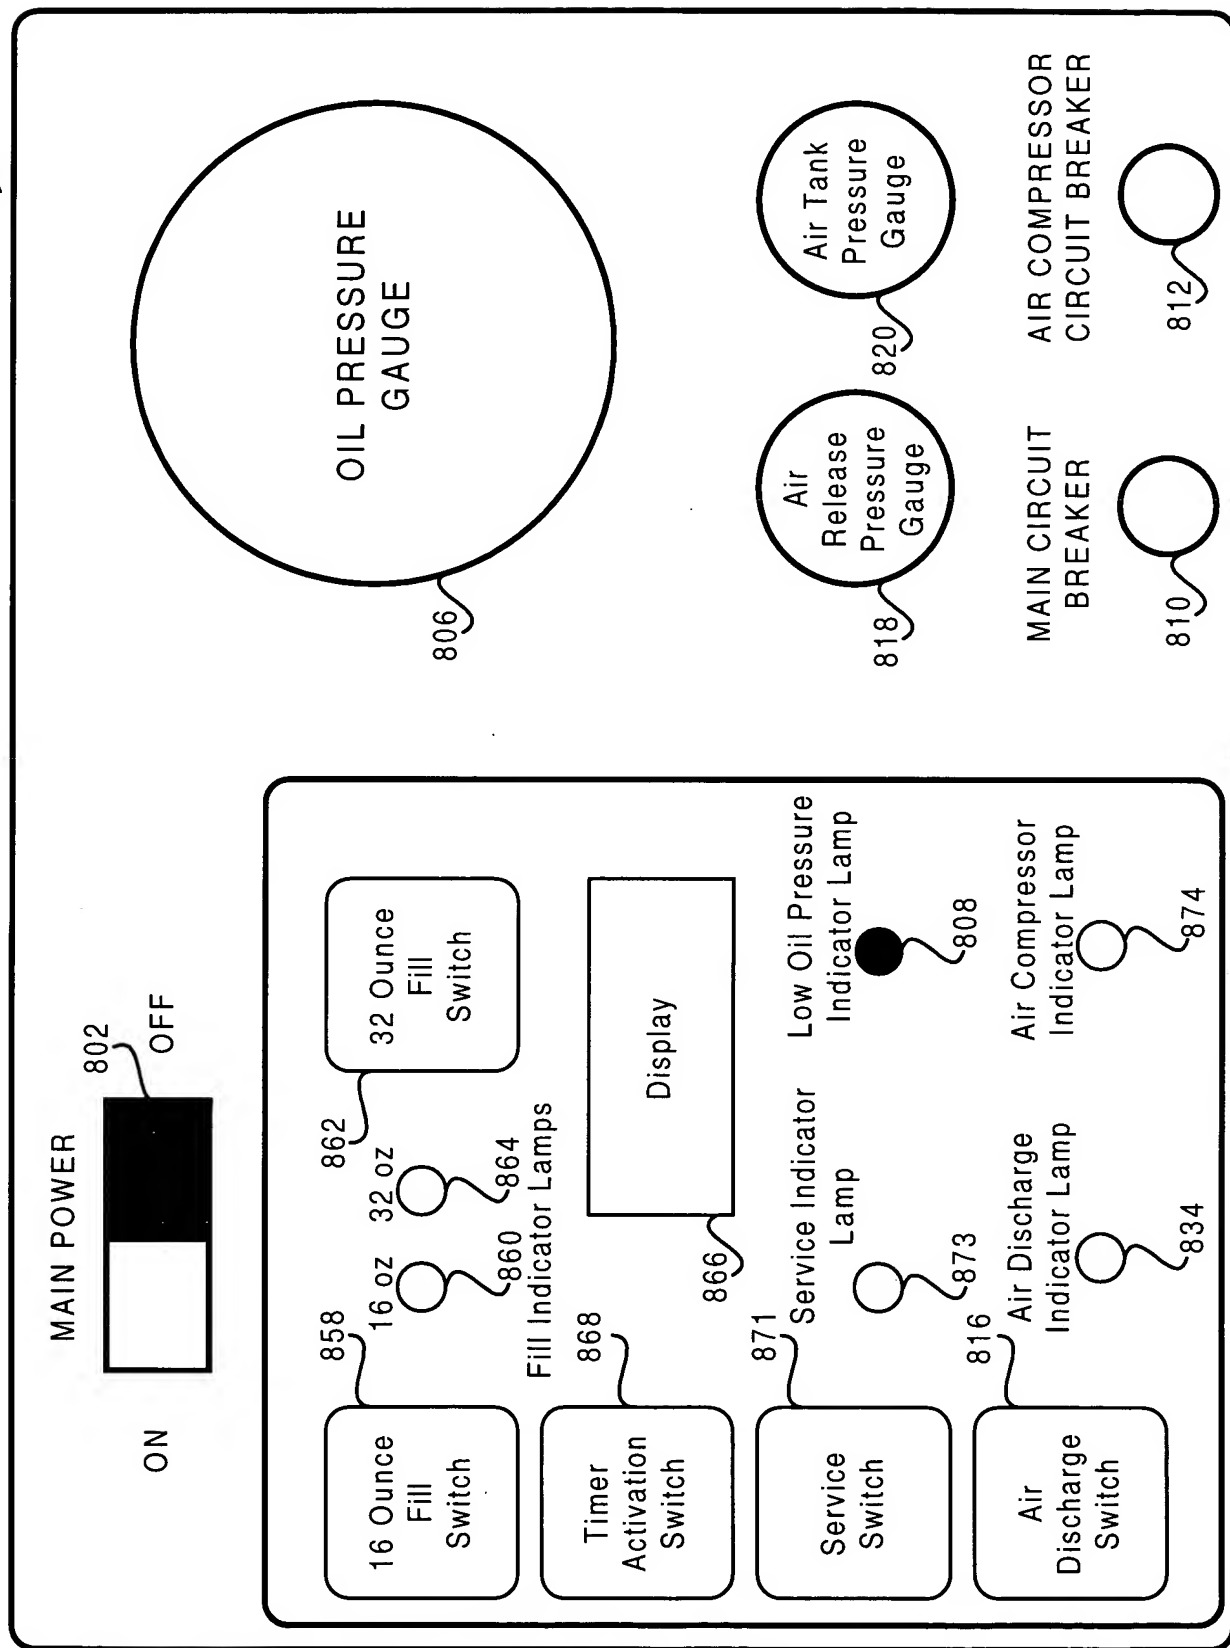 MAIN POWER
ON
OFF
802
OIL PRESSURE
GAUGE
806
16 Ounce
Fill
Switch
858
16 oz
32 oz
860
864
Fill Indicator Lamps
862
32 Ounce
Fill
Switch
Timer
Activation
Switch
868
Display
866
Service
Switch
871
Service Indicator
Lamp
873
Low Oil Pressure
Indicator Lamp
808
Air
Discharge
Switch
816
Air Discharge
Indicator Lamp
834
Air Compressor
Indicator Lamp
874
Air
Release
Pressure
Gauge
818
Air Tank
Pressure
Gauge
820
MAIN CIRCUIT
BREAKER
810
AIR COMPRESSOR
CIRCUIT BREAKER
812